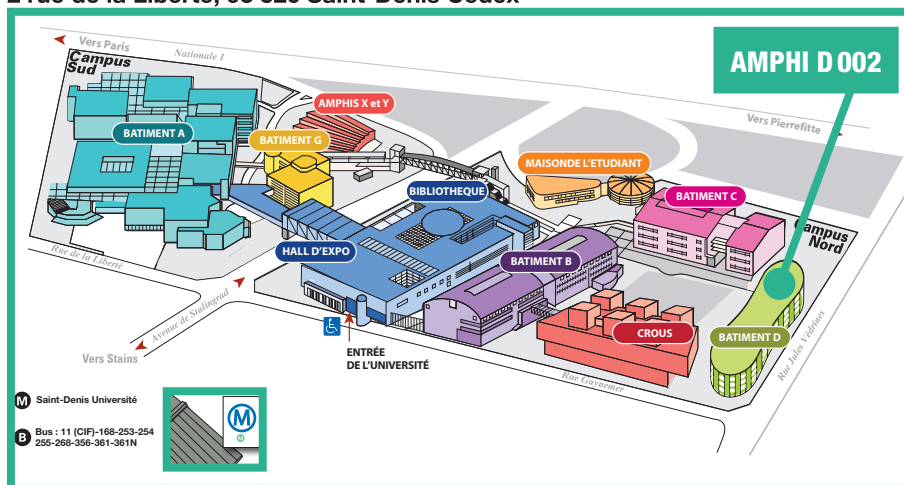 2 rue de la Liberté, 93 526 Saint-Denis Cedex
Vers Paris
Nationale 1
Campus
Sud
AMPHI D 002
AMPHIS X et Y
Vers Pierrefitte
BATIMENT A
BATIMENT G
MAISONDE L'ETUDIANT
BIBLIOTHEQUE
BATIMENT C
Campus
Nord
Rue de la Liberté
HALL D'EXPO
BATIMENT B
Avenue de Stalingrad
CROUS
BATIMENT D
Rue Jules Védrines
Vers Stains
ENTRÉE
DE L'UNIVERSITÉ
Rue Guynemer
M Saint-Denis Université
B Bus : 11 (CIF)-168-253-254
255-268-356-361-361N
M
M